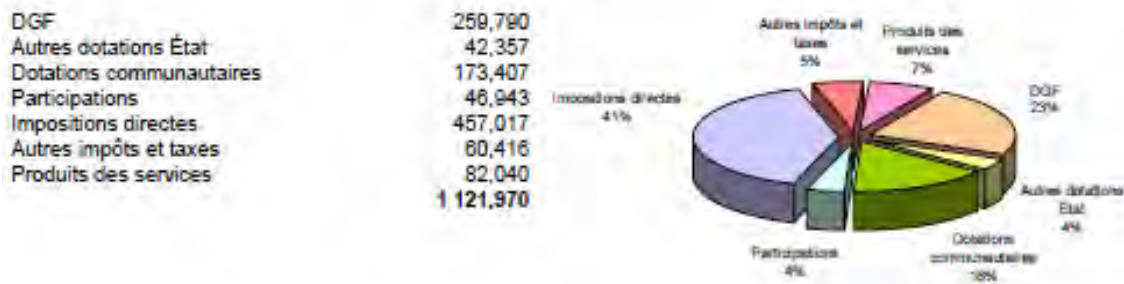 DGF 259,790
Autres dotations État 42,357
Dotations communautaires 173,407
Participations 46,943
Impositions directes 457,017
Autres impôts et taxes 60,416
Produits des services 82,040
1 121,970
Autres impôts et
taxes
5%
Produits des
services
7%
DGF
23%
Autres dotations
Etat
4%
Dotations
communautaires
Participations
4%
Impositions directes
41%